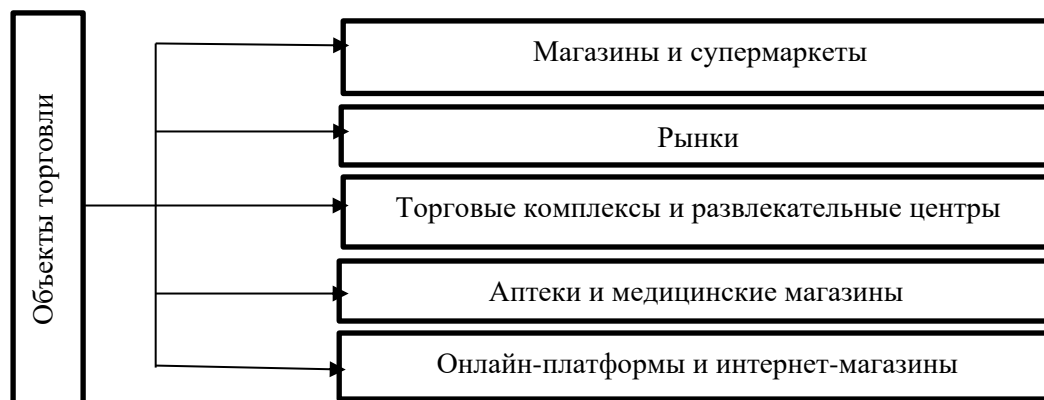 Объекты торговли
Магазины и супермаркеты
Рынки
Торговые комплексы и развлекательные центры
Аптеки и медицинские магазины
Онлайн-платформы и интернет-магазины